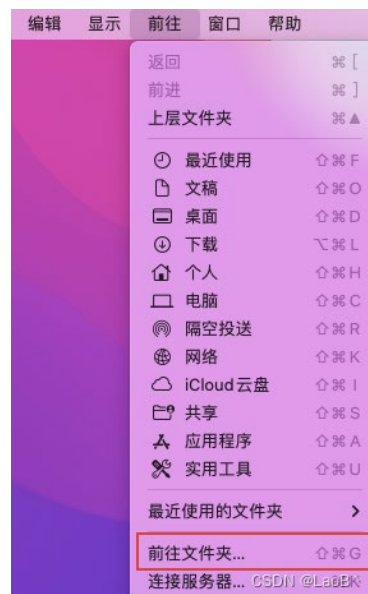 编辑 显示 前往 窗口 帮助
返回 ⌘ [
前进 ⌘ ]
上层文件夹 ⌘▲
最近使用 ⇧⌘F
文稿 ⇧⌘O
桌面 ⇧⌘D
下载 ⌥⌘L
个人 ⇧⌘H
电脑 ⇧⌘C
隔空投送 ⇧⌘R
网络 ⇧⌘K
iCloud云盘 ⇧⌘I
共享 ⇧⌘S
应用程序 ⇧⌘A
实用工具 ⇧⌘U
最近使用的文件夹 >
前往文件夹... ⇧⌘G
连接服务器... CSDN @LaoBK